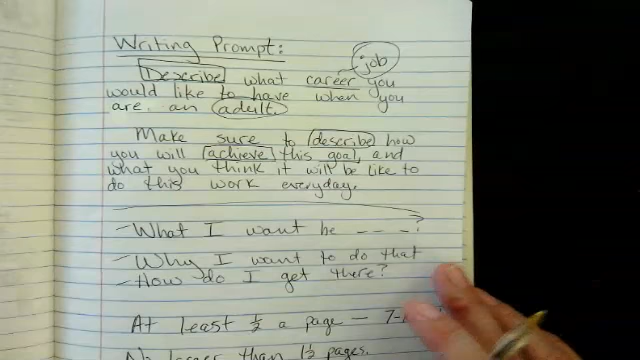 Writing Prompt:
job
Describe what career you
would like to have when you
are an adult.
Make sure to describe how
you will achieve this goal, and
what you think it will be like to
do this work everyday.
- What I want be _ _ _?
- Why I want to do that
- How do I get there?
At least 1/2 a page - 7-
No longer than 1 1/2 pages.